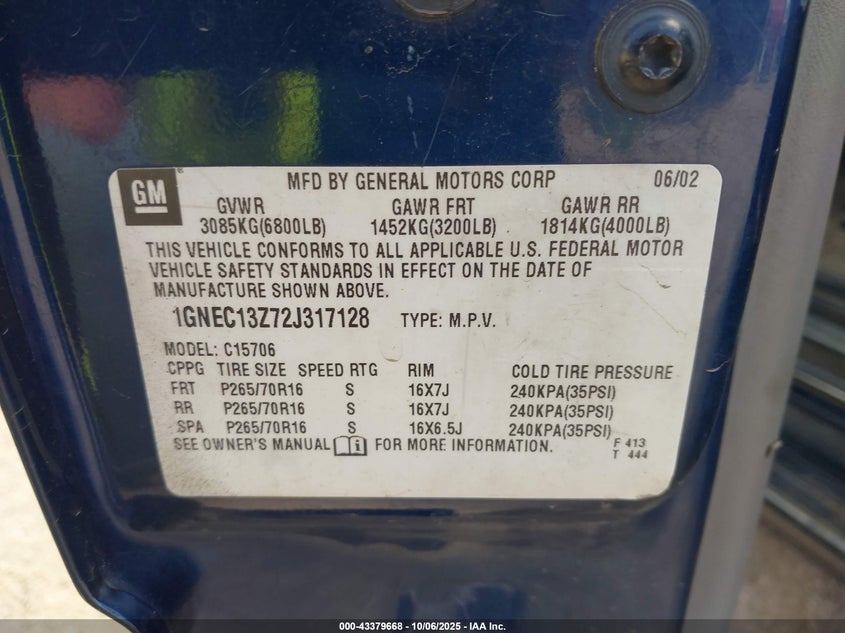 GM ® MFD BY GENERAL MOTORS CORP 06/02
GVWR GAWR FRT GAWR RR
3085KG(6800LB) 1452KG(3200LB) 1814KG(4000LB)
THIS VEHICLE CONFORMS TO ALL APPLICABLE U.S. FEDERAL MOTOR
VEHICLE SAFETY STANDARDS IN EFFECT ON THE DATE OF
MANUFACTURE SHOWN ABOVE.
1GNEC13Z72J317128 TYPE: M.P.V.
MODEL: C15706
CPPG TIRE SIZE SPEED RTG RIM COLD TIRE PRESSURE
FRT P265/70R16 S 16X7J 240KPA(35PSI)
RR P265/70R16 S 16X7J 240KPA(35PSI)
SPA P265/70R16 S 16X6.5J 240KPA(35PSI)
SEE OWNER'S MANUAL i FOR MORE INFORMATION. F 413
T 444
000-43379668 - 10/06/2025 - IAA Inc.